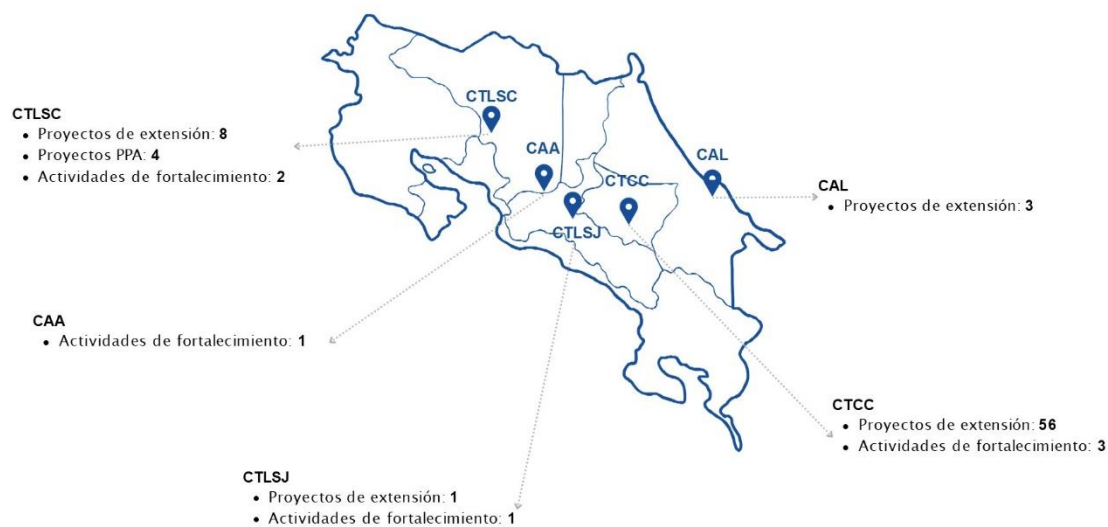 CTLSC
CAA
CTCC
CAL
CTLSJ
CTLSC
• Proyectos de extensión: 8
• Proyectos PPA: 4
• Actividades de fortalecimiento: 2
CAL
• Proyectos de extensión: 3
CAA
• Actividades de fortalecimiento: 1
CTCC
• Proyectos de extensión: 56
• Actividades de fortalecimiento: 3
CTLSJ
• Proyectos de extensión: 1
• Actividades de fortalecimiento: 1